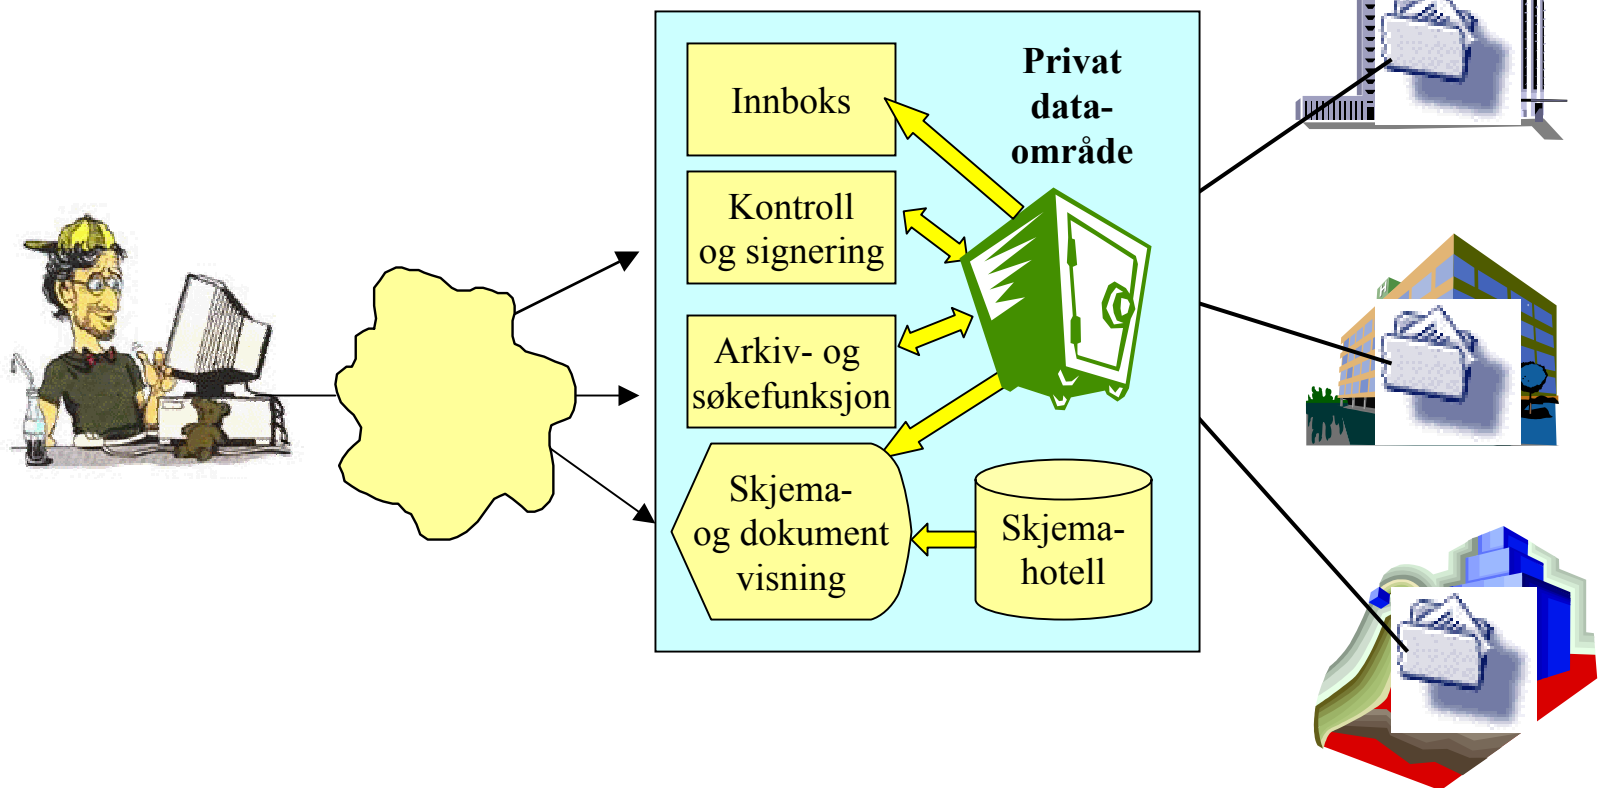 Innboks
Privat
data-
område
Kontroll
og signering
Arkiv- og
søkefunksjon
Skjema-
og dokument
visning
Skjema-
hotell